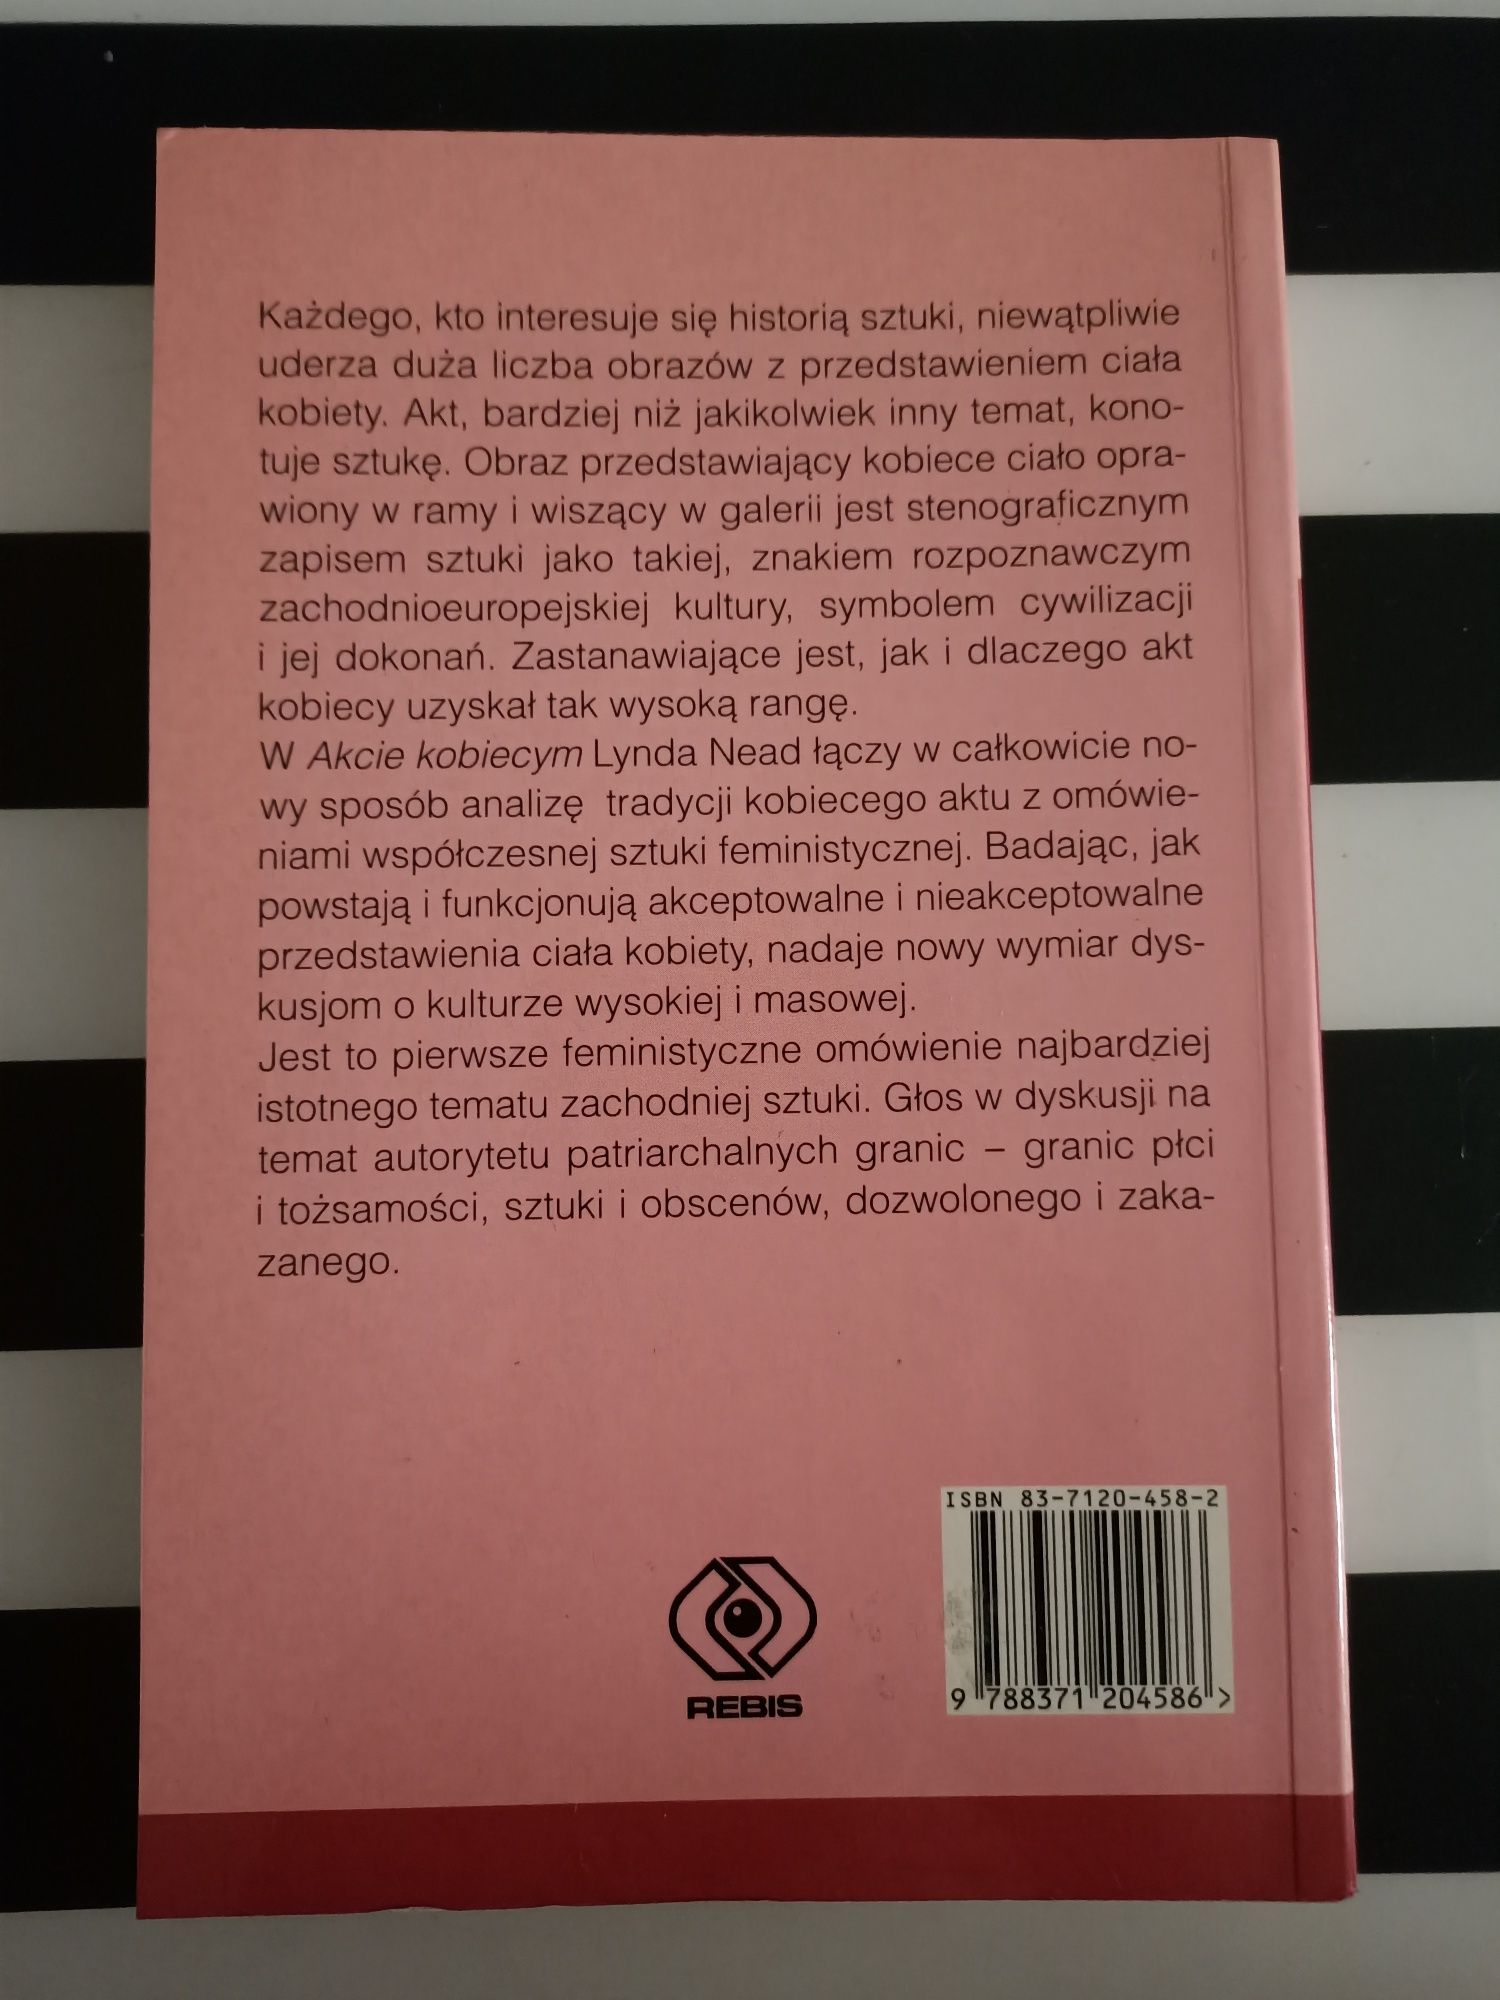 Każdego, kto interesuje się historią sztuki, niewątpliwie
uderza duża liczba obrazów z przedstawieniem ciała
kobiety. Akt, bardziej niż jakikolwiek inny temat, kono-
tuje sztukę. Obraz przedstawiający kobiece ciało opra-
wiony w ramy i wiszący w galerii jest stenograficznym
zapisem sztuki jako takiej, znakiem rozpoznawczym
zachodnioeuropejskiej kultury, symbolem cywilizacji
i jej dokonań. Zastanawiające jest, jak i dlaczego akt
kobiecy uzyskał tak wysoką rangę.
W Akcie kobiecym Lynda Nead łączy w całkowicie no-
wy sposób analizę tradycji kobiecego aktu z omówie-
niami współczesnej sztuki feministycznej. Badając, jak
powstają i funkcjonują akceptowalne i nieakceptowalne
przedstawienia ciała kobiety, nadaje nowy wymiar dys-
kusjom o kulturze wysokiej i masowej.
Jest to pierwsze feministyczne omówienie najbardziej
istotnego tematu zachodniej sztuki. Głos w dyskusji na
temat autorytetu patriarchalnych granic – granic płci
i tożsamości, sztuki i obscenów, dozwolonego i zaka-
zanego.
ISBN 83-7120-458-2
9 788371 204586 >
REBIS